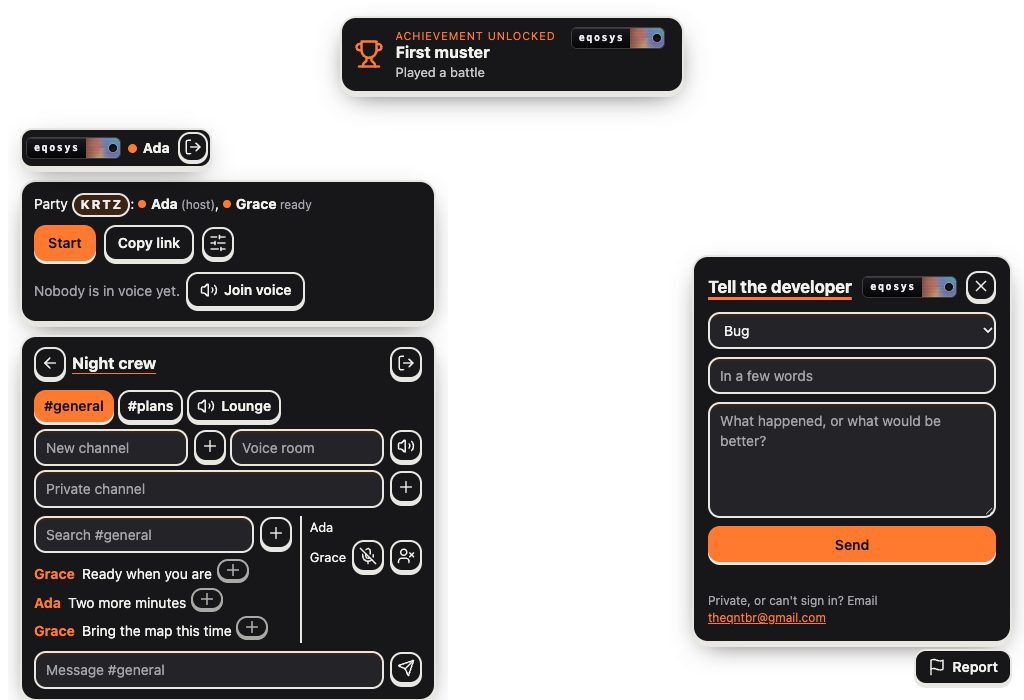 ACHIEVEMENT UNLOCKED eqosys
First muster
Played a battle
eqosys Ada
Party KRTZ: Ada (host), Grace ready
Start Copy link
Nobody is in voice yet. Join voice
Night crew
#general #plans Lounge
New channel Voice room
Private channel
Search #general
Ada
Grace
Grace Ready when you are
Ada Two more minutes
Grace Bring the map this time
Message #general
Tell the developer eqosys
Bug
In a few words
What happened, or what would be
better?
Send
Private, or can't sign in? Email
theqntbr@gmail.com
Report